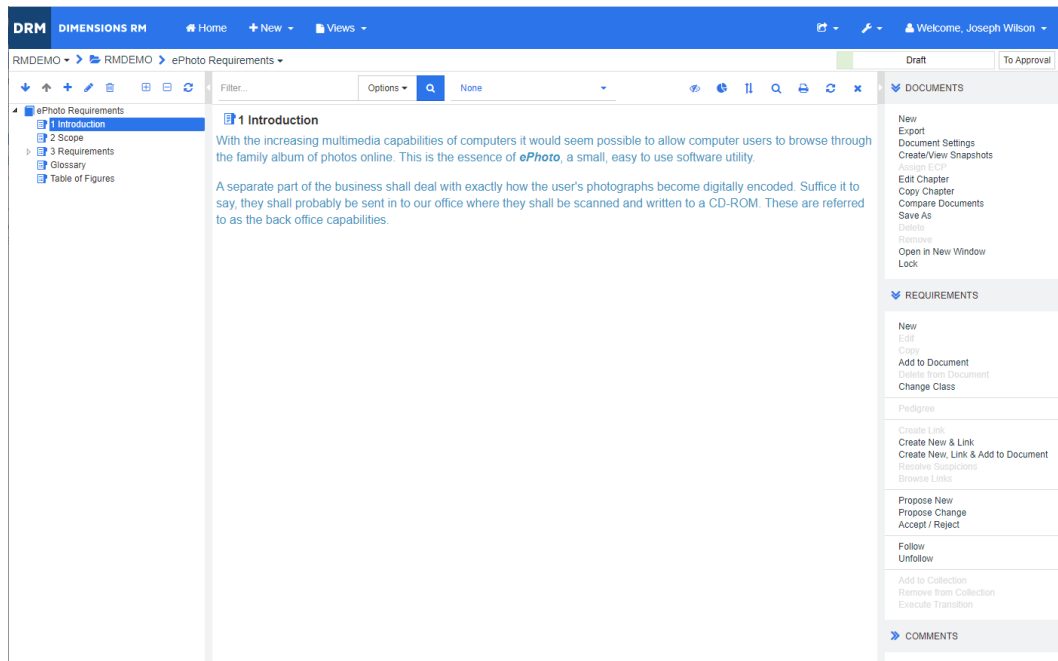 DRM DIMENSIONS RM Home New Views Welcome, Joseph Wilson
RMDEMO RMDEMO ePhoto Requirements Draft To Approval
Filter... Options None
ePhoto Requirements
1 Introduction
2 Scope
3 Requirements
Glossary
Table of Figures
1 Introduction
With the increasing multimedia capabilities of computers it would seem possible to allow computer users to browse through
the family album of photos online. This is the essence of ePhoto, a small, easy to use software utility.
A separate part of the business shall deal with exactly how the user's photographs become digitally encoded. Suffice it to
say, they shall probably be sent in to our office where they shall be scanned and written to a CD-ROM. These are referred
to as the back office capabilities.
DOCUMENTS
New
Export
Document Settings
Create/View Snapshots
Assign ECP
Edit Chapter
Copy Chapter
Compare Documents
Save As
Delete
Remove
Open in New Window
Lock
REQUIREMENTS
New
Edit
Copy
Add to Document
Delete from Document
Change Class
Pedigree
Create Link
Create New & Link
Create New, Link & Add to Document
Resolve Suspicions
Browse Links
Propose New
Propose Change
Accept / Reject
Follow
Unfollow
Add to Collection
Remove from Collection
Execute Transition
COMMENTS